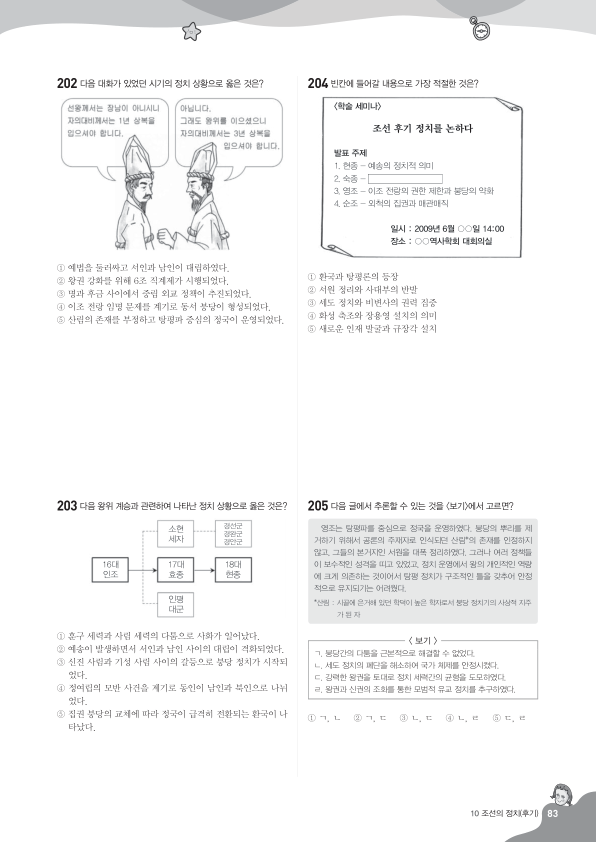 202 다음 대화가 있었던 시기의 정치 상황으로 옳은 것은?
선왕께서는 장남이 아니시니
자의대비께서는 1년 상복을
입으셔야 합니다.
아닙니다.
그래도 왕위를 이으셨으니
자의대비께서는 3년 상복을
입으셔야 합니다.
① 예법을 둘러싸고 서인과 남인이 대립하였다.
② 왕권 강화를 위해 6조 직계제가 시행되었다.
③ 명과 후금 사이에서 중립 외교 정책이 추진되었다.
④ 이조 전랑 임명 문제를 계기로 동서 붕당이 형성되었다.
⑤ 산림의 존재를 부정하고 탕평파 중심의 정국이 운영되었다.
203 다음 왕위 계승과 관련하여 나타난 정치 상황으로 옳은 것은?
소현
세자
경선군
경완군
경안군
16대
인조
17대
효종
18대
현종
인평
대군
① 훈구 세력과 사림 세력의 다툼으로 사화가 일어났다.
② 예송이 발생하면서 서인과 남인 사이의 대립이 격화되었다.
③ 신진 사림과 기성 사림 사이의 갈등으로 붕당 정치가 시작되
었다.
④ 정여립의 모반 사건을 계기로 동인이 남인과 북인으로 나뉘
었다.
⑤ 집권 붕당의 교체에 따라 정국이 급격히 전환되는 환국이 나
타났다.
204 빈칸에 들어갈 내용으로 가장 적절한 것은?
〈학술 세미나〉
조선 후기 정치를 논하다
발표 주제
1. 현종 – 예송의 정치적 의미
2. 숙종 –
3. 영조 – 이조 전랑의 권한 제한과 붕당의 약화
4. 순조 – 외척의 집권과 매관매직
일시 : 2009년 6월 ○○일 14:00
장소 : ○○역사학회 대회의실
① 환국과 탕평론의 등장
② 서원 정리와 사대부의 반발
③ 세도 정치와 비변사의 권력 집중
④ 화성 축조와 장용영 설치의 의미
⑤ 새로운 인재 발굴과 규장각 설치
205 다음 글에서 추론할 수 있는 것을 〈보기〉에서 고르면?
영조는 탕평파를 중심으로 정국을 운영하였다. 붕당의 뿌리를 제
거하기 위해서 공론의 주재자로 인식되던 산림*의 존재를 인정하지
않고, 그들의 본거지인 서원을 대폭 정리하였다. 그러나 여러 정책들
이 보수적인 성격을 띠고 있었고, 정치 운영에서 왕의 개인적인 역량
에 크게 의존하는 것이어서 탕평 정치가 구조적인 틀을 갖추어 안정
적으로 유지되기는 어려웠다.
*산림 : 시골에 은거해 있던 학덕이 높은 학자로서 붕당 정치기의 사상적 지주
가 된 자
〈 보기 〉
ㄱ. 붕당간의 다툼을 근본적으로 해결할 수 없었다.
ㄴ. 세도 정치의 폐단을 해소하여 국가 체제를 안정시켰다.
ㄷ. 강력한 왕권을 토대로 정치 세력간의 균형을 도모하였다.
ㄹ. 왕권과 신권의 조화를 통한 모범적 유교 정치를 추구하였다.
① ㄱ, ㄴ ② ㄱ, ㄷ ③ ㄴ, ㄷ ④ ㄴ, ㄹ ⑤ ㄷ, ㄹ
10 조선의 정치(후기) 83